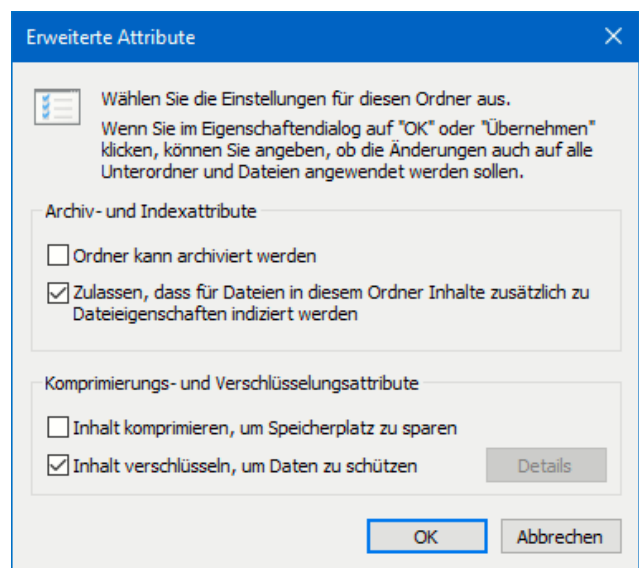 Erweiterte Attribute
Wählen Sie die Einstellungen für diesen Ordner aus.
Wenn Sie im Eigenschaftendialog auf "OK" oder "Übernehmen"
klicken, können Sie angeben, ob die Änderungen auch auf alle
Unterordner und Dateien angewendet werden sollen.
Archiv- und Indexattribute
Ordner kann archiviert werden
Zulassen, dass für Dateien in diesem Ordner Inhalte zusätzlich zu
Dateieigenschaften indiziert werden
Komprimierungs- und Verschlüsselungsattribute
Inhalt komprimieren, um Speicherplatz zu sparen
Inhalt verschlüsseln, um Daten zu schützen
Details
OK
Abbrechen